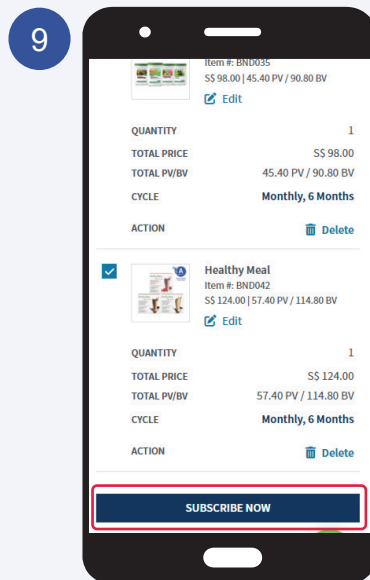 9
Item #: BND035
S$ 98.00 | 45.40 PV / 90.80 BV
Edit
QUANTITY 1
TOTAL PRICE S$ 98.00
TOTAL PV/BV 45.40 PV / 90.80 BV
CYCLE Monthly, 6 Months
ACTION Delete
Healthy Meal
Item #: BND042
S$ 124.00 | 57.40 PV / 114.80 BV
Edit
QUANTITY 1
TOTAL PRICE S$ 124.00
TOTAL PV/BV 57.40 PV / 114.80 BV
CYCLE Monthly, 6 Months
ACTION Delete
SUBSCRIBE NOW